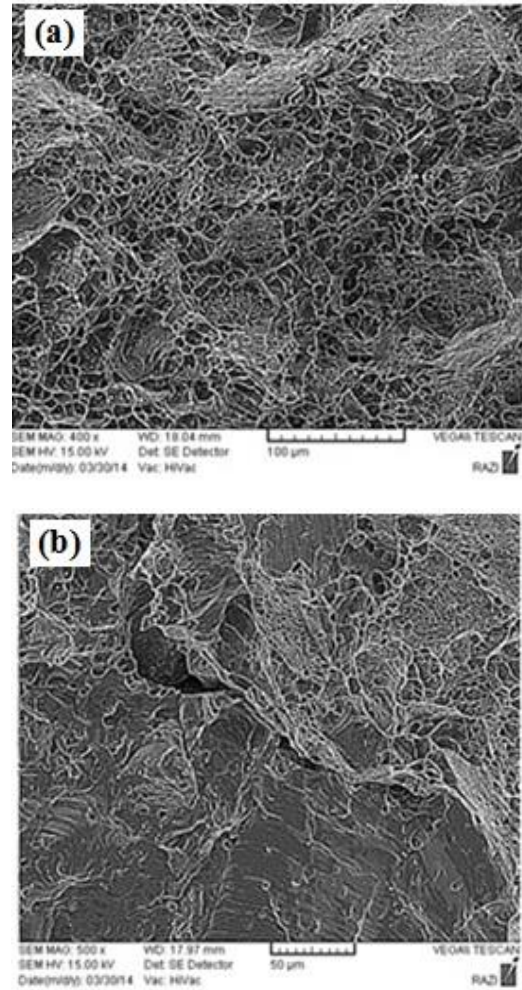 (a)
SEM MAG: 400 x WD: 18.04 mm VEGA\\ TESCAN
SEM HV: 15.00 kV Det: SE Detector 100 µm
Date(m/d/y): 03/30/14 Vac: HiVac RAZI
(b)
SEM MAG: 500 x WD: 17.97 mm VEGA\\ TESCAN
SEM HV: 15.00 kV Det: SE Detector 50 µm
Date(m/d/y): 03/30/14 Vac: HiVac RAZI